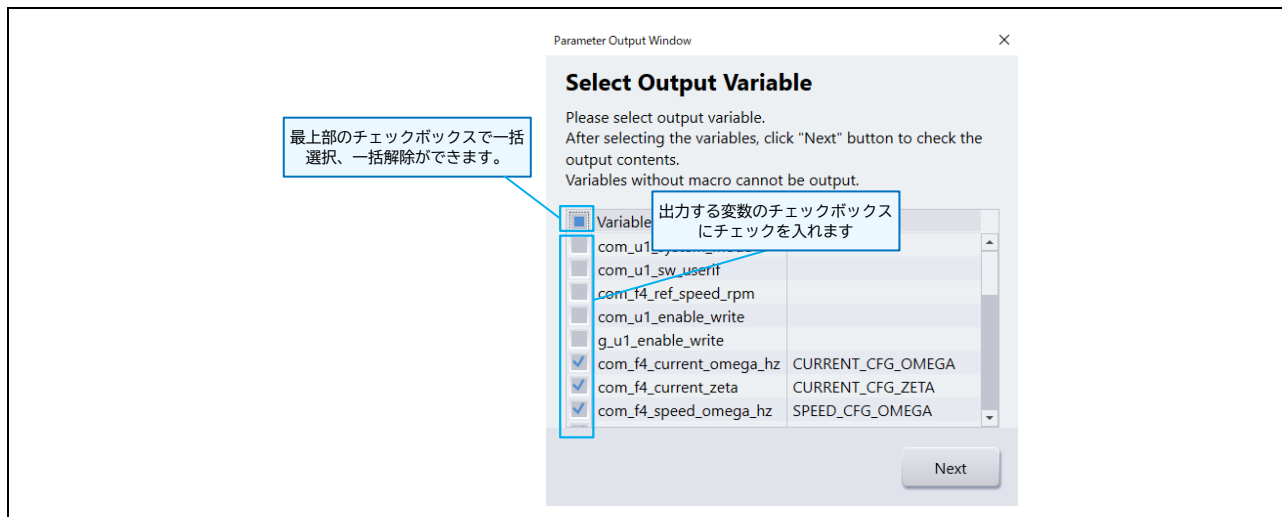 Parameter Output Window
Select Output Variable
Please select output variable.
After selecting the variables, click "Next" button to check the
output contents.
Variables without macro cannot be output.
最上部のチェックボックスで一括
選択、一括解除ができます。
出力する変数のチェックボックス
にチェックを入れます
Variable
com_u1_system_mode
com_u1_sw_userif
com_f4_ref_speed_rpm
com_u1_enable_write
g_u1_enable_write
com_f4_current_omega_hz CURRENT_CFG_OMEGA
com_f4_current_zeta CURRENT_CFG_ZETA
com_f4_speed_omega_hz SPEED_CFG_OMEGA
Next